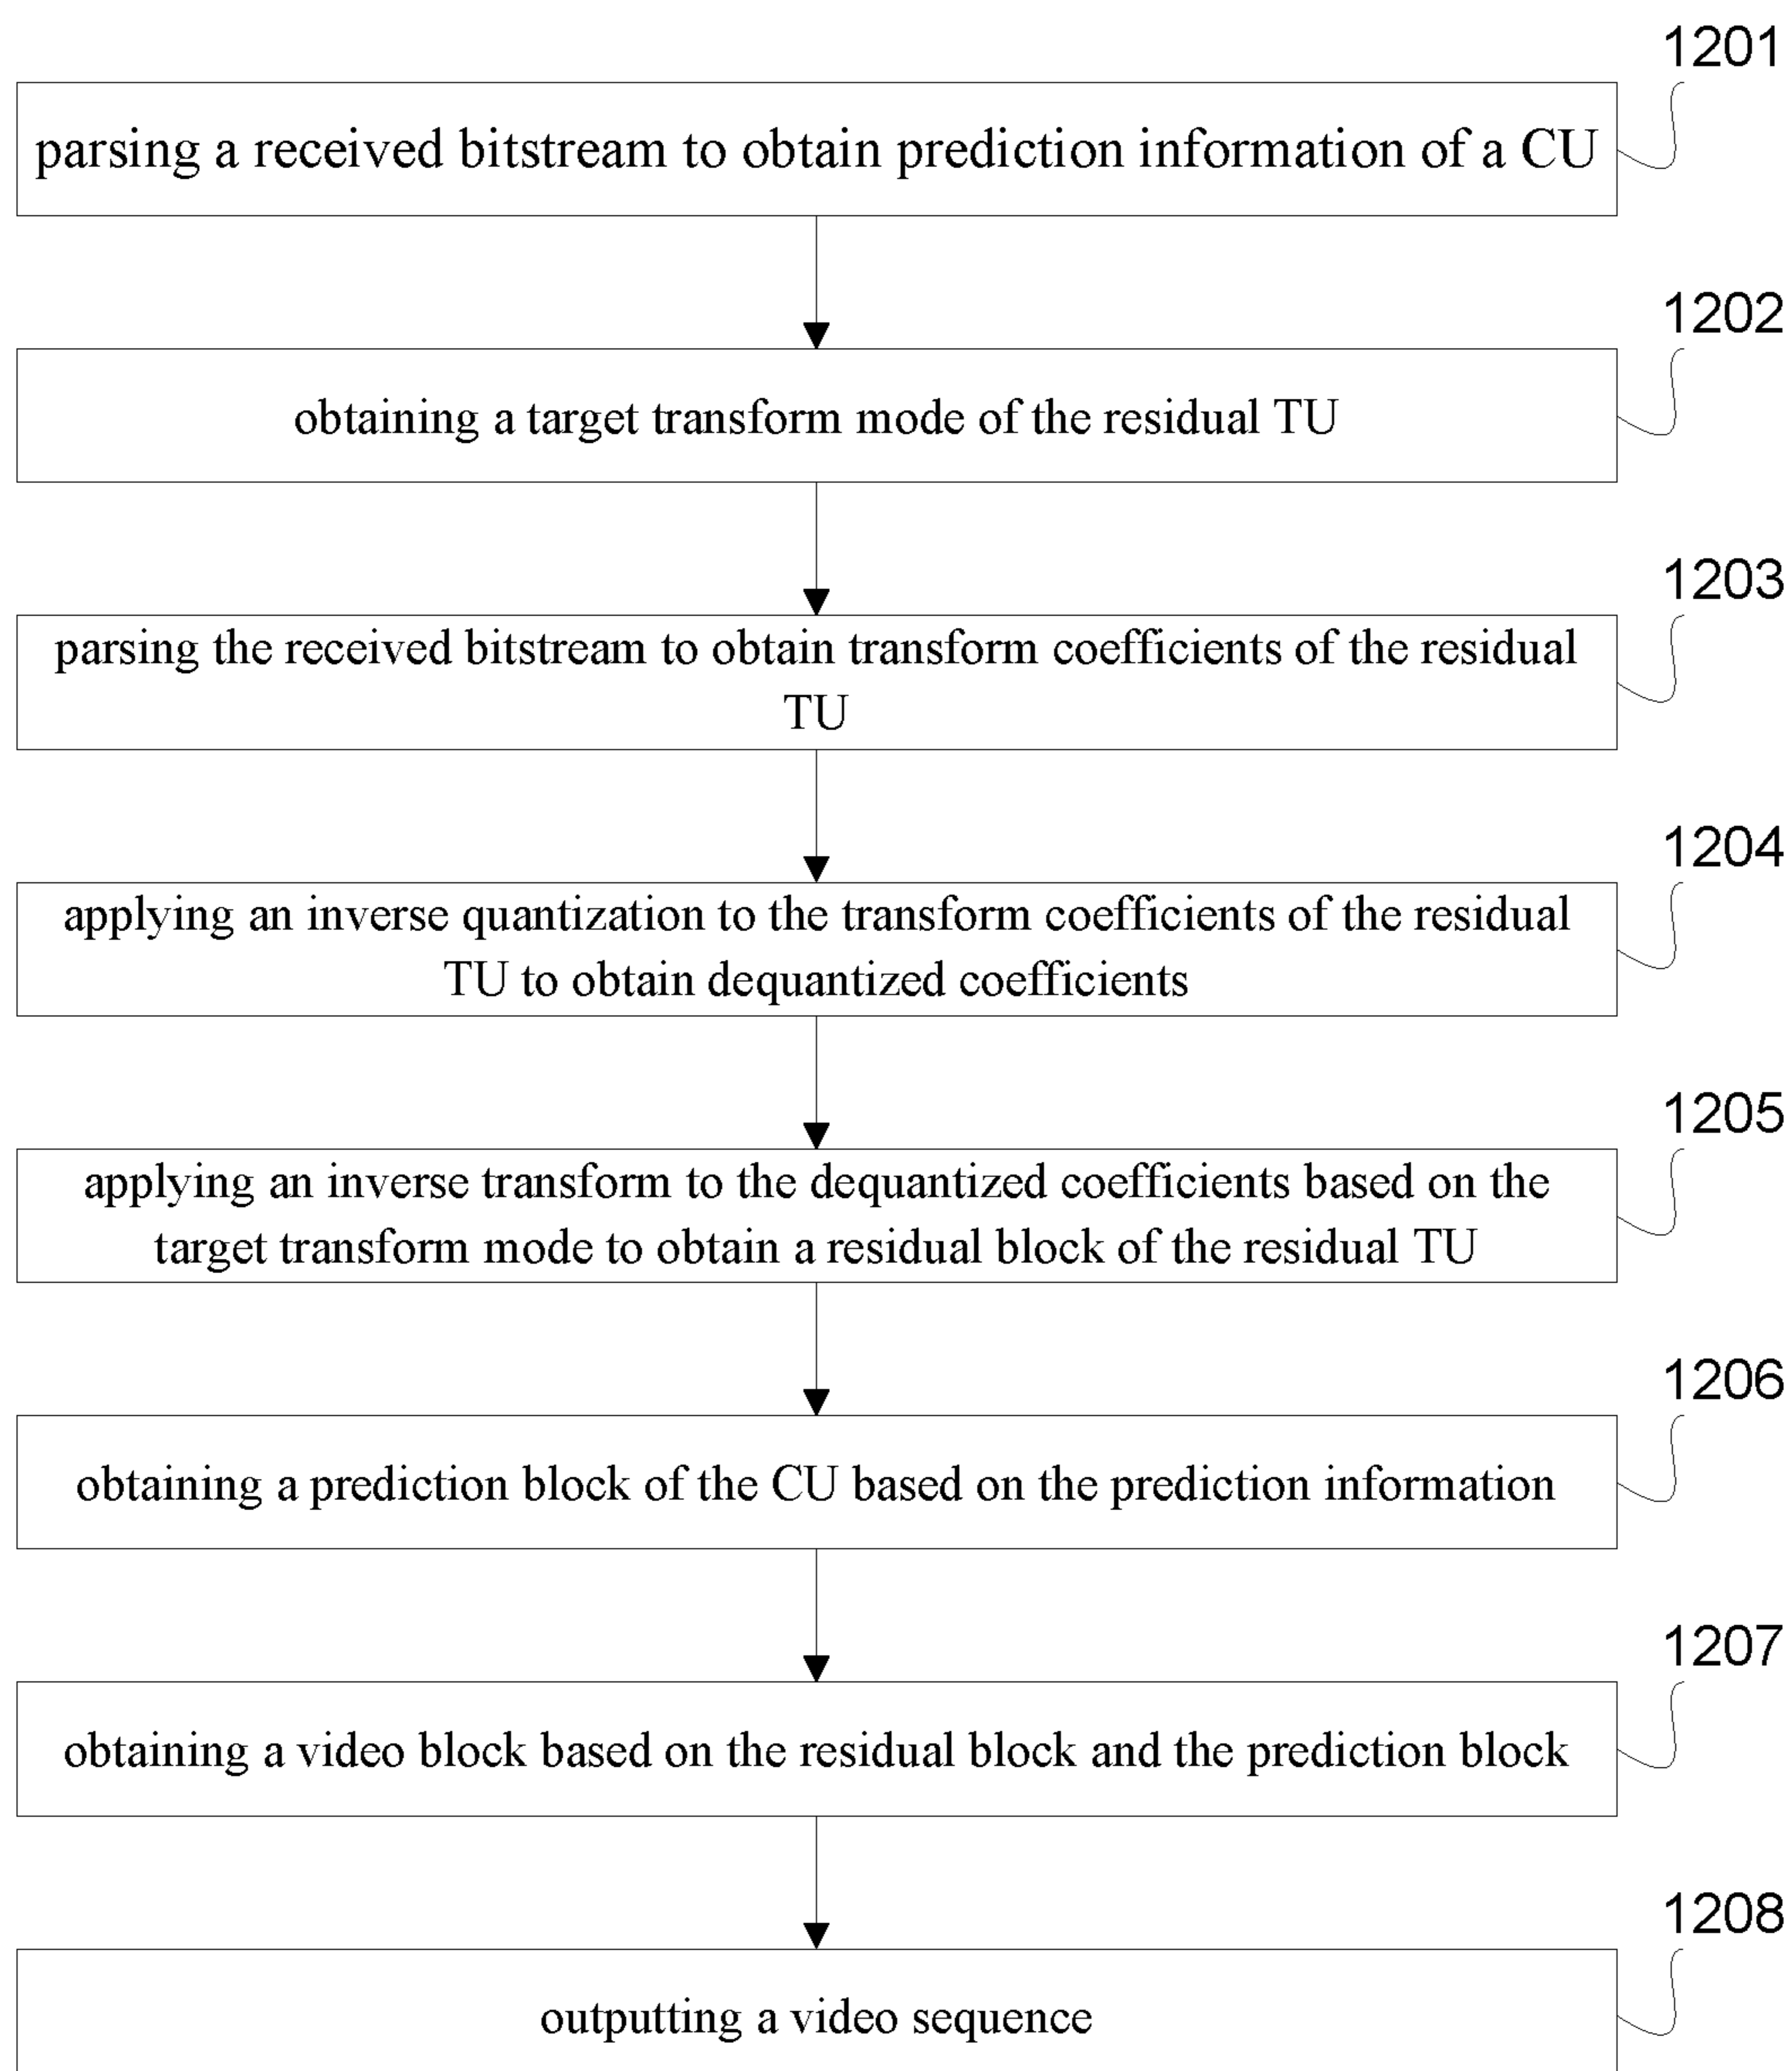 1201
parsing a received bitstream to obtain prediction information of a CU
1202
obtaining a target transform mode of the residual TU
1203
parsing the received bitstream to obtain transform coefficients of the residual
TU
1204
applying an inverse quantization to the transform coefficients of the residual
TU to obtain dequantized coefficients
1205
applying an inverse transform to the dequantized coefficients based on the
target transform mode to obtain a residual block of the residual TU
1206
obtaining a prediction block of the CU based on the prediction information
1207
obtaining a video block based on the residual block and the prediction block
1208
outputting a video sequence